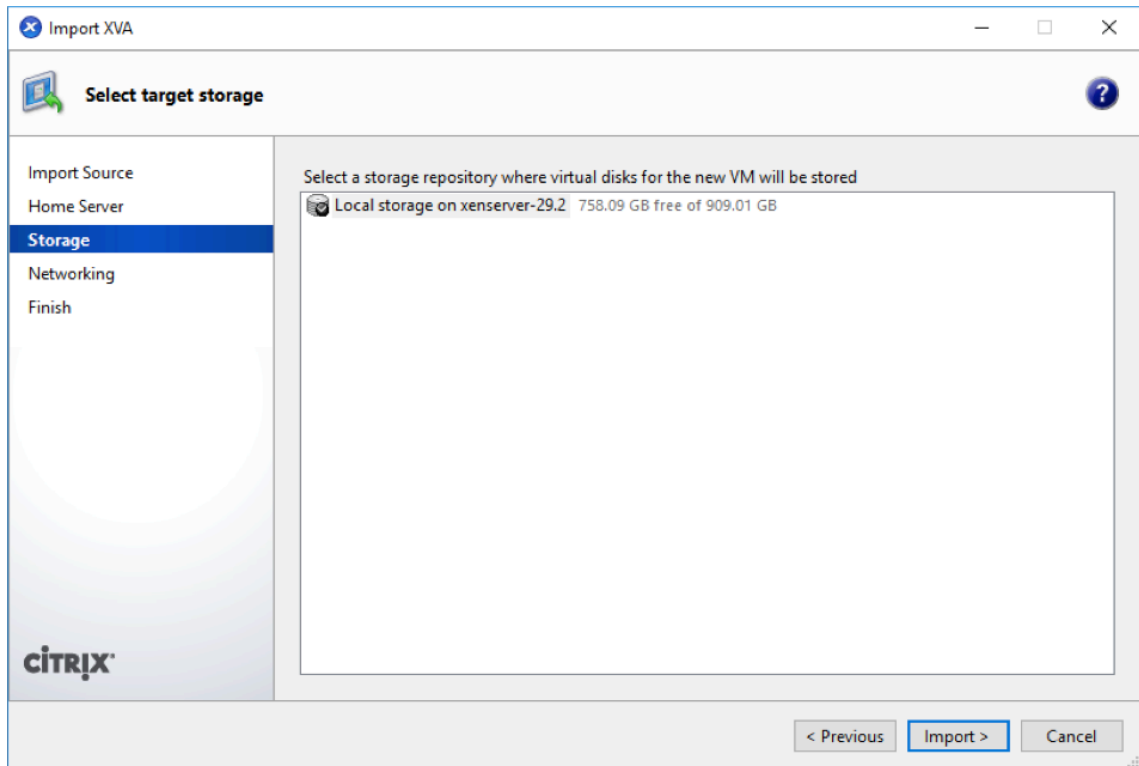 Import XVA
Select target storage
?
Import Source
Home Server
Storage
Networking
Finish
Select a storage repository where virtual disks for the new VM will be stored
Local storage on xenserver-29.2 758.09 GB free of 909.01 GB
CİTRỊX
< Previous
Import >
Cancel